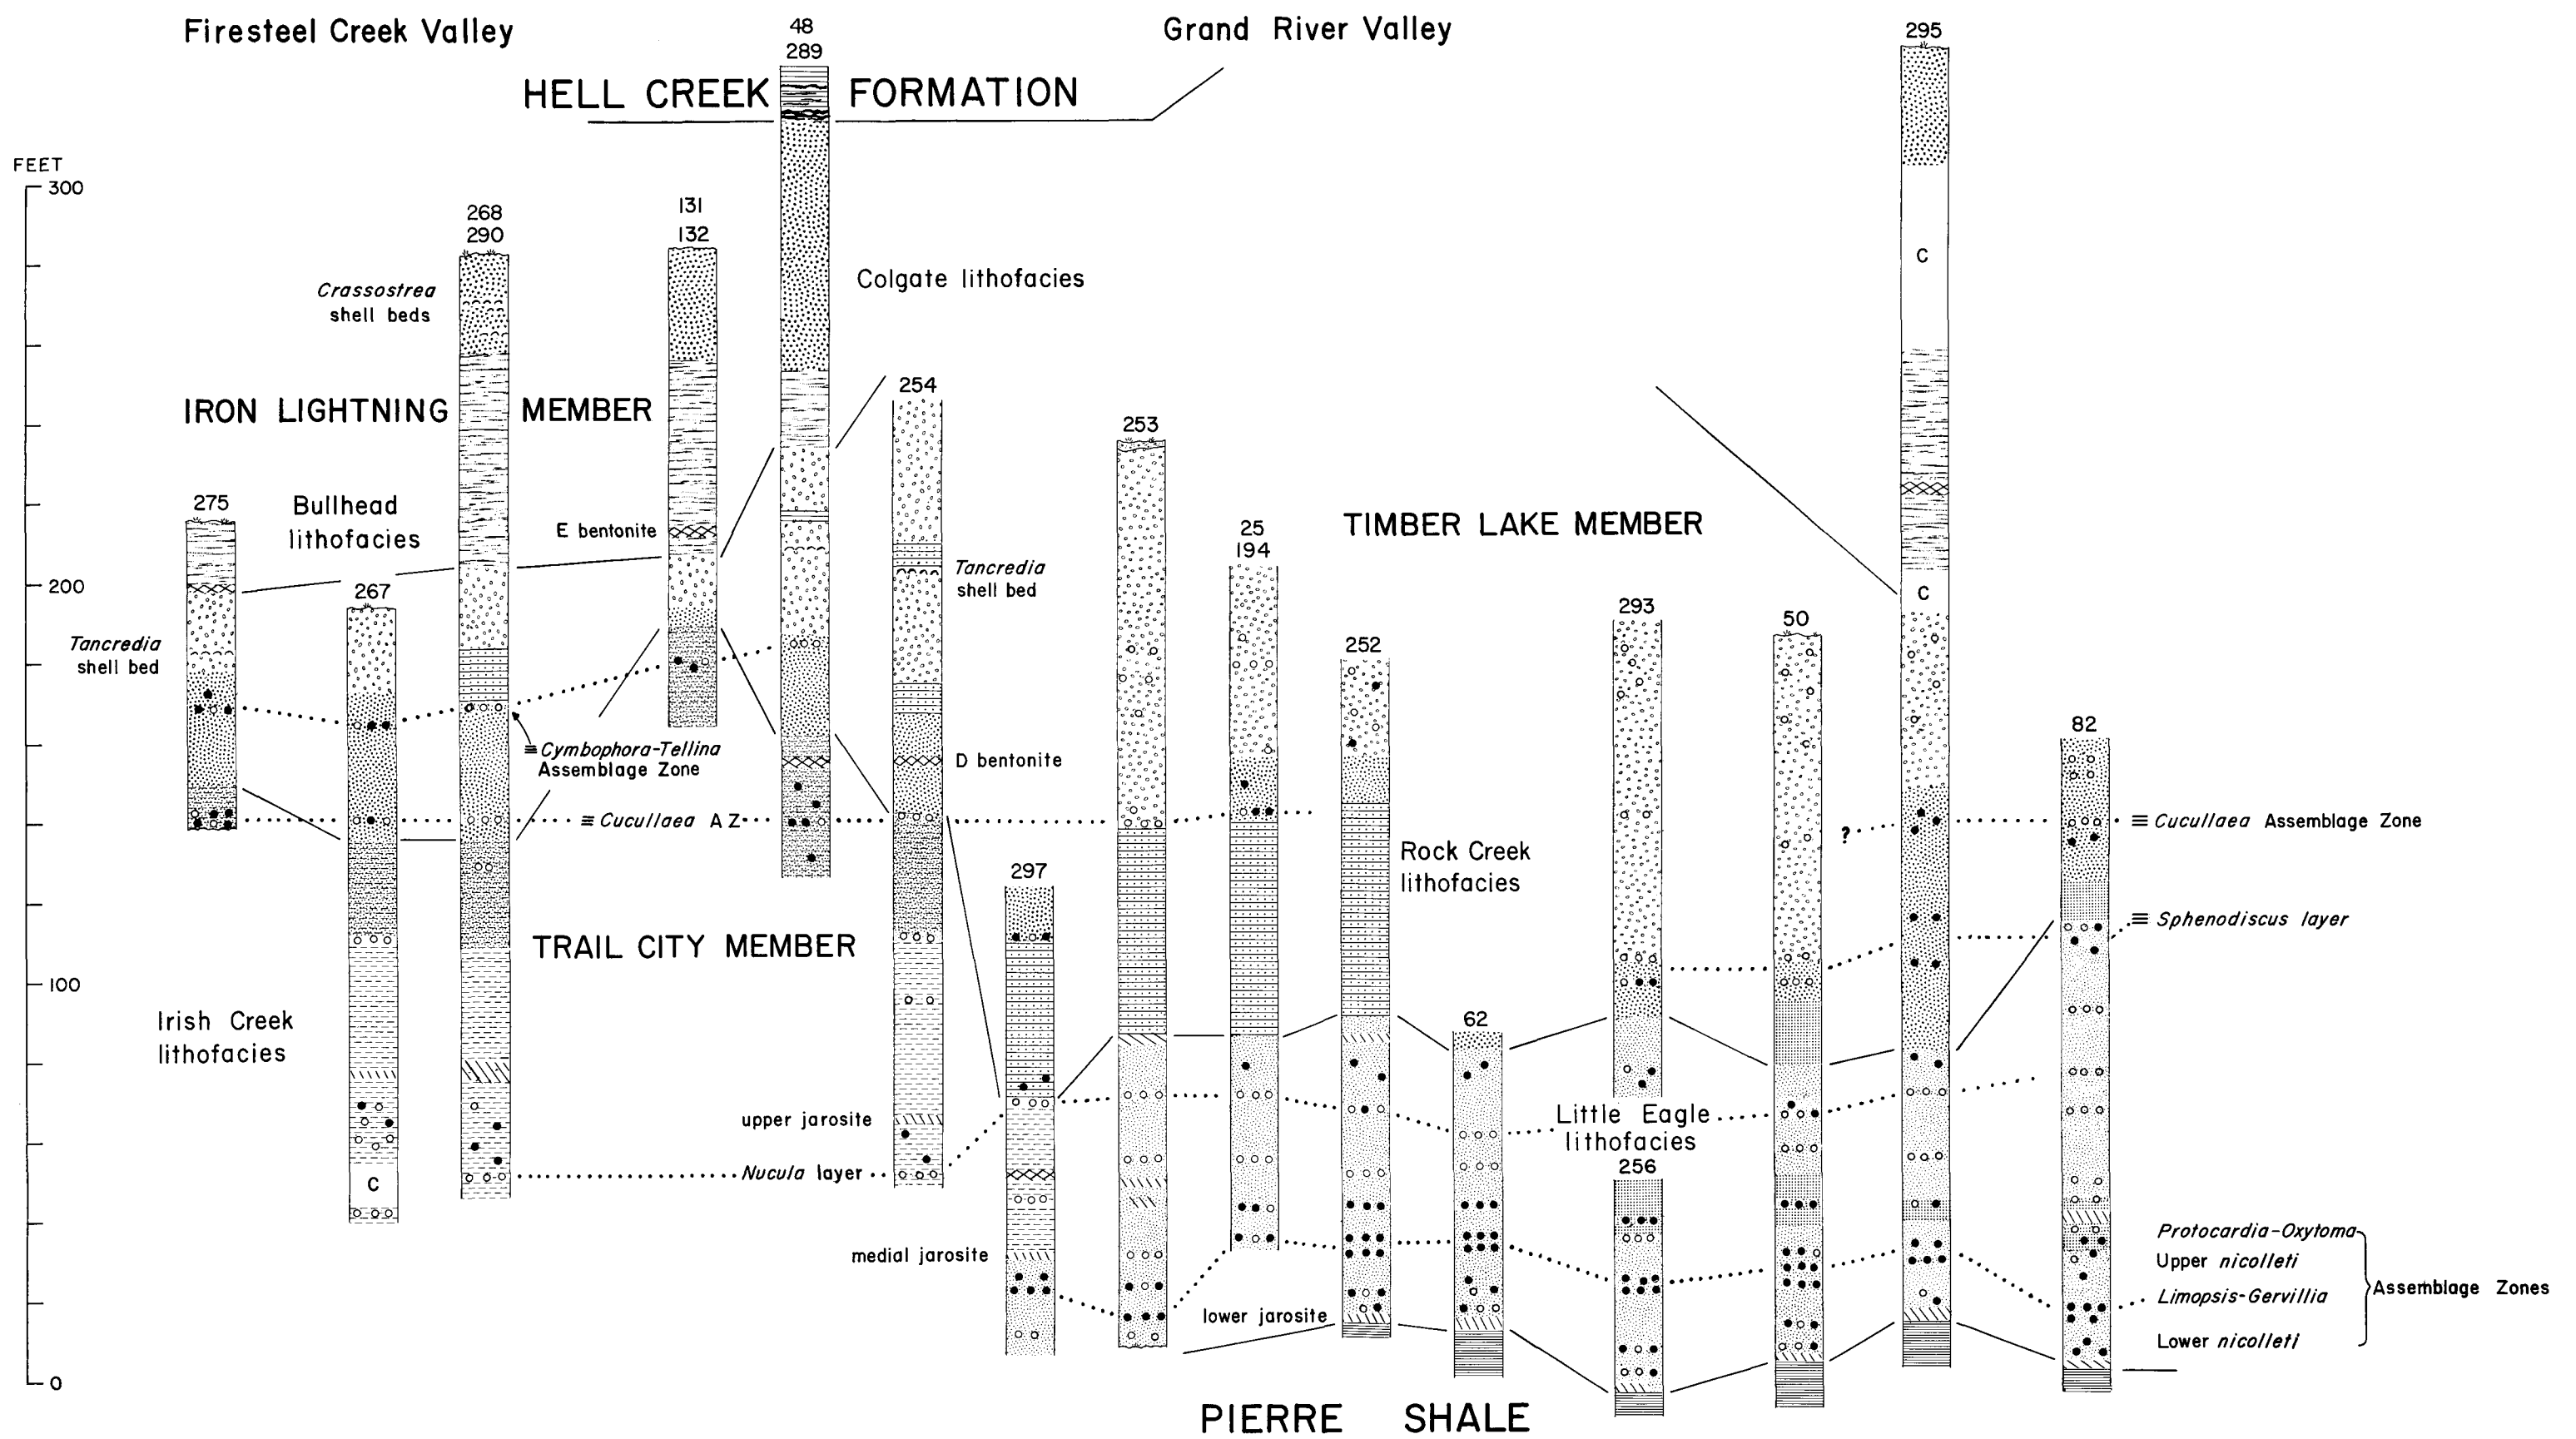 Firesteel Creek Valley
Grand River Valley
48
289
295
HELL CREEK FORMATION
FEET
300
268
290
131
132
C
Colgate lithofacies
Crassostrea
shell beds
254
IRON LIGHTNING MEMBER
253
275
Bullhead
lithofacies
E bentonite
25
194
TIMBER LAKE MEMBER
200
267
Tancredia
shell bed
C
293
50
Tancredia
shell bed
252
82
≡ Cymbophora-Tellina
Assemblage Zone
D bentonite
≡ Cucullaea AZ
?
≡ Cucullaea Assemblage Zone
297
Rock Creek
lithofacies
TRAIL CITY MEMBER
≡ Sphenodiscus layer
100
Irish Creek
lithofacies
62
upper jarosite
Little Eagle
lithofacies
256
Nucula layer
C
medial jarosite
Protocardia-Oxytoma
Upper nicolleti
Limopsis-Gervillia
Lower nicolleti
Assemblage Zones
lower jarosite
0
PIERRE SHALE